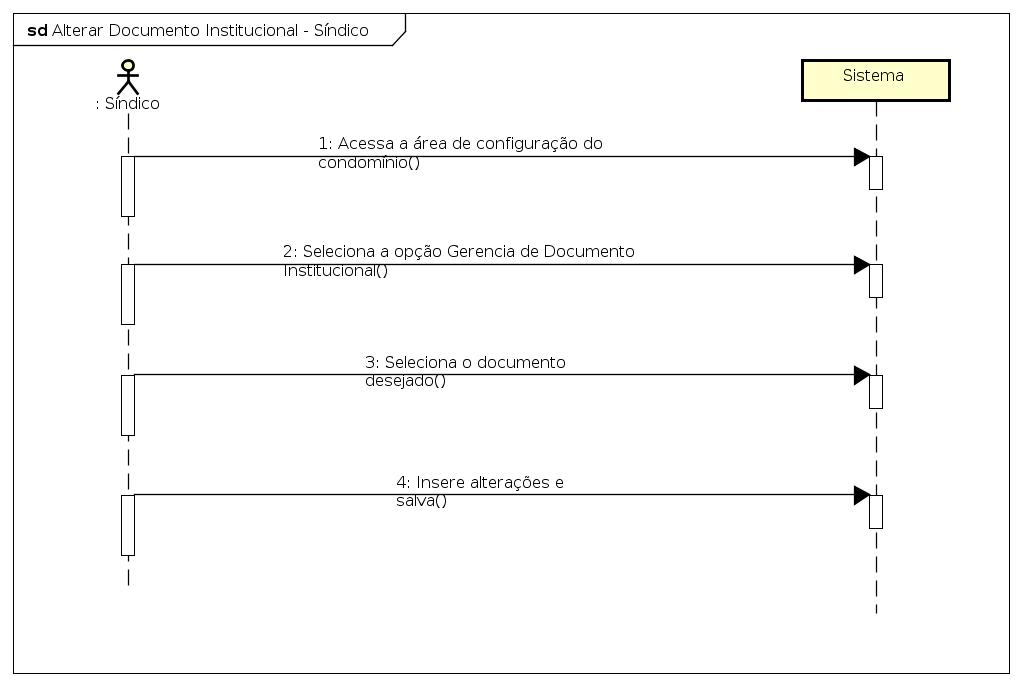 sd Alterar Documento Institucional - Síndico
Sistema
: Síndico
1: Acessa a área de configuração do
condomínio()
2: Seleciona a opção Gerencia de Documento
Institucional()
3: Seleciona o documento
desejado()
4: Insere alterações e
salva()